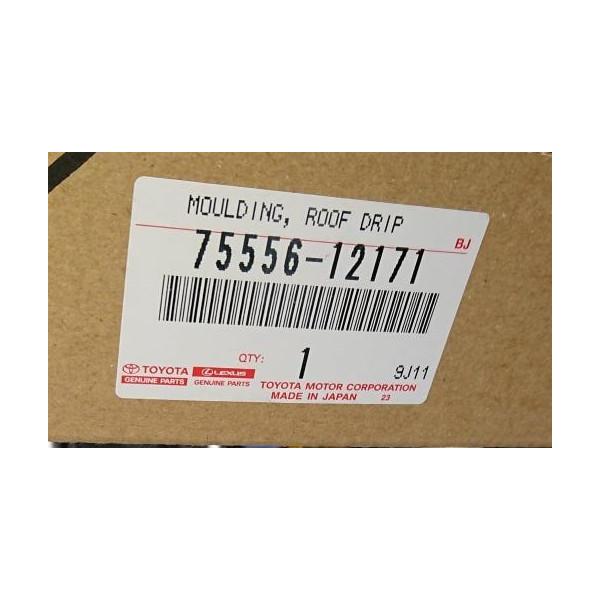 MOULDING, ROOF DRIP
BJ
75556-12171
QTY: 1 9J11
TOYOTA LEXUS
GENUINE PARTS GENUINE PARTS
TOYOTA MOTOR CORPORATION
MADE IN JAPAN 23